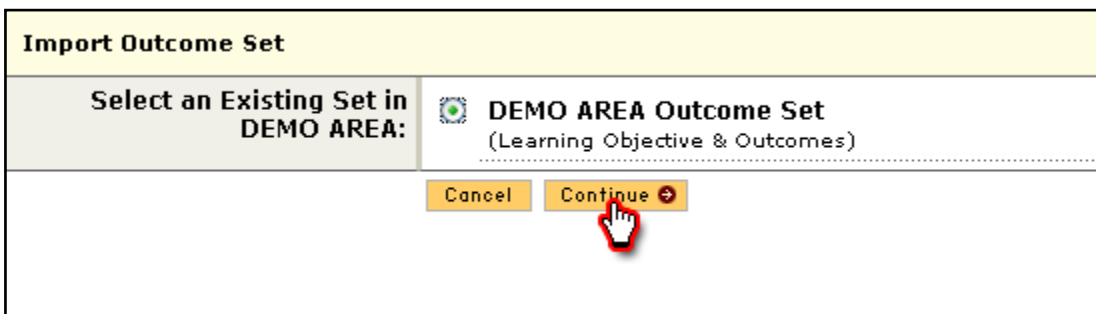 Import Outcome Set
Select an Existing Set in
DEMO AREA:
DEMO AREA Outcome Set
(Learning Objective & Outcomes)
Cancel
Continue